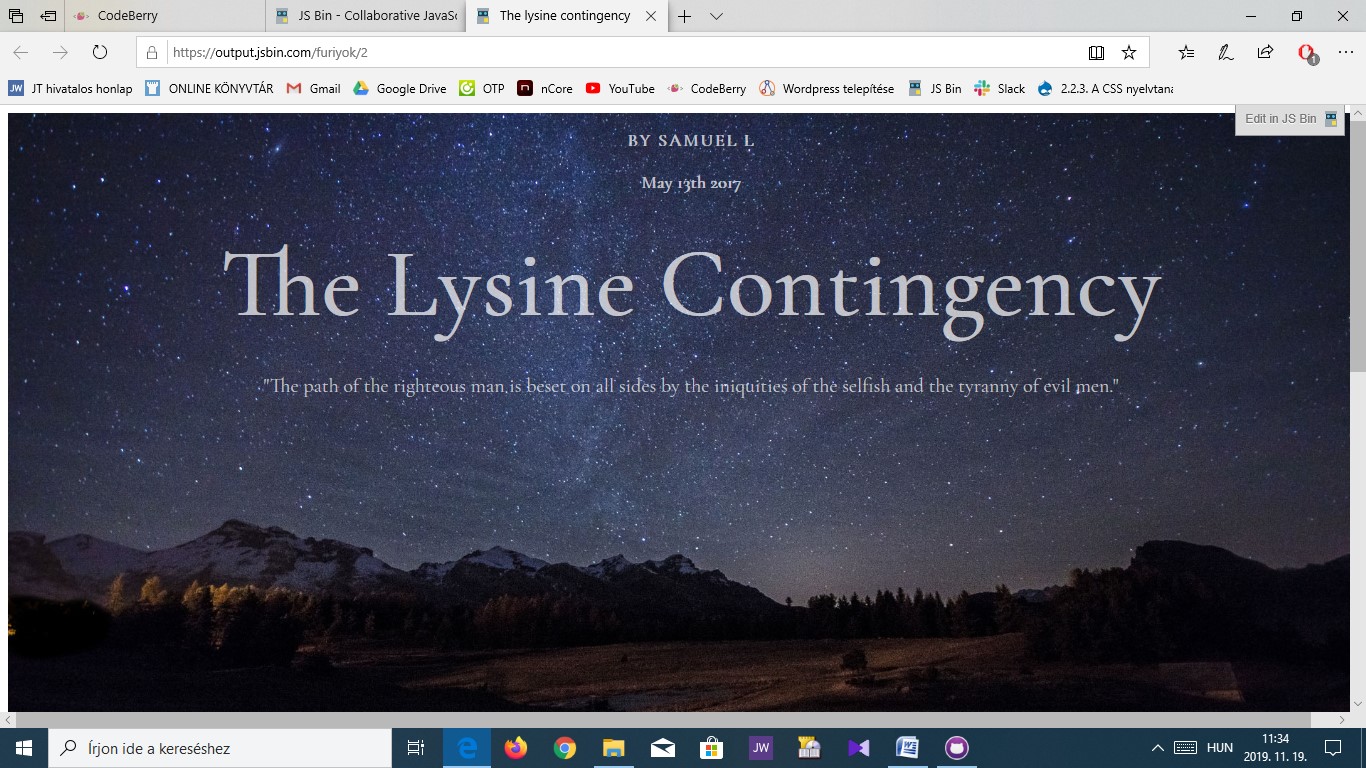 CodeBerry
JS Bin - Collaborative JavaSc
The lysine contingency
https://output.jsbin.com/furiyok/2
1
JT hivatalos honlap
ONLINE KÖNYVTÁR
Gmail
Google Drive
OTP
nCore
YouTube
CodeBerry
Wordpress telepítése
JS Bin
Slack
2.2.3. A CSS nyelvtana
Edit in JS Bin
BY SAMUEL L
May 13th 2017
The Lysine Contingency
"The path of the righteous man is beset on all sides by the iniquities of the selfish and the tyranny of evil men."
Írjon ide a kereséshez
JW
HUN
11:34
2019. 11. 19.